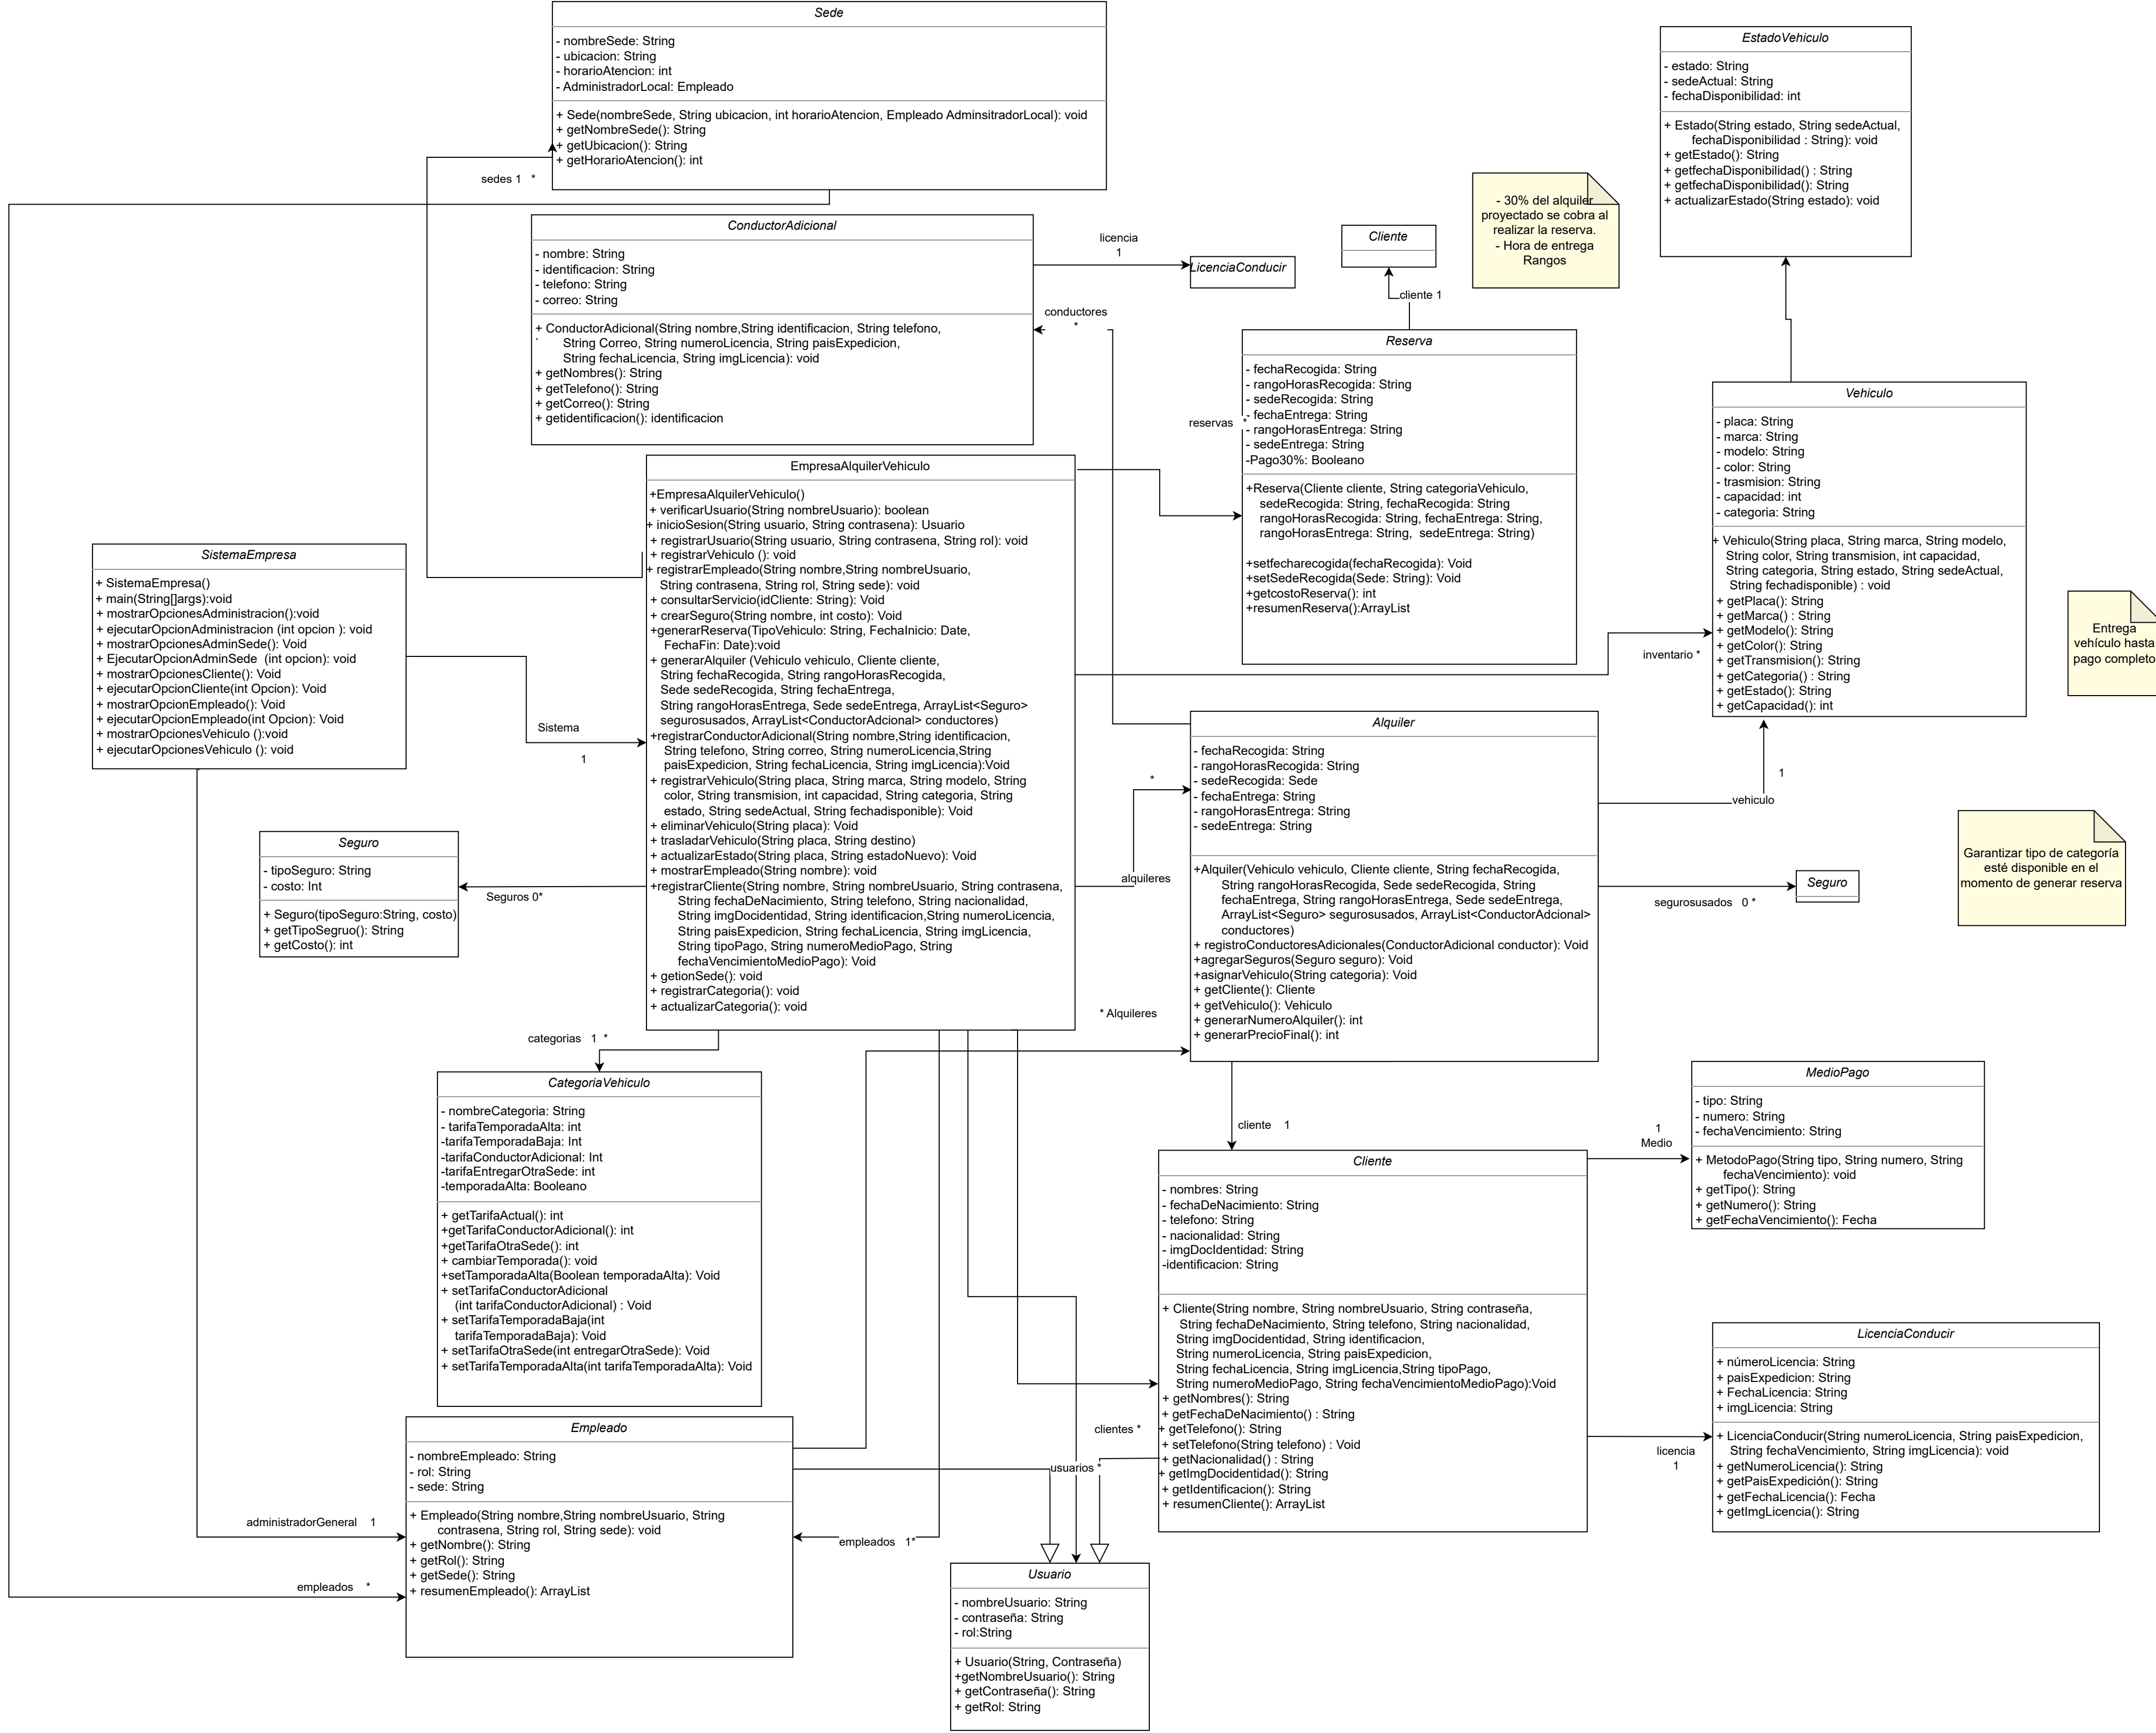 Sede
- nombreSede: String
- ubicacion: String
- horarioAtencion: int
- AdministradorLocal: Empleado
+ Sede(nombreSede, String ubicacion, int horarioAtencion, Empleado AdminsitradorLocal): void
+ getNombreSede(): String
+ getUbicacion(): String
+ getHorarioAtencion(): int
sedes 1 *
EstadoVehiculo
- estado: String
- sedeActual: String
- fechaDisponibilidad: int
+ Estado(String estado, String sedeActual,
fechaDisponibilidad : String): void
+ getEstado(): String
+ getfechaDisponibilidad() : String
+ getfechaDisponibilidad(): String
+ actualizarEstado(String estado): void
- 30% del alquiler
proyectado se cobra al
realizar la reserva.
- Hora de entrega
Rangos
ConductorAdicional
- nombre: String
- identificacion: String
- telefono: String
- correo: String
+ ConductorAdicional(String nombre,String identificacion, String telefono,
` String Correo, String numeroLicencia, String paisExpedicion,
String fechaLicencia, String imgLicencia): void
+ getNombres(): String
+ getTelefono(): String
+ getCorreo(): String
+ getidentificacion(): identificacion
licencia
1
LicenciaConducir
conductores
*
Cliente
cliente 1
Reserva
- fechaRecogida: String
- rangoHorasRecogida: String
- sedeRecogida: String
- fechaEntrega: String
- rangoHorasEntrega: String
- sedeEntrega: String
-Pago30%: Booleano
+Reserva(Cliente cliente, String categoriaVehiculo,
sedeRecogida: String, fechaRecogida: String
rangoHorasRecogida: String, fechaEntrega: String,
rangoHorasEntrega: String, sedeEntrega: String)
+setfecharecogida(fechaRecogida): Void
+setSedeRecogida(Sede: String): Void
+getcostoReserva(): int
+resumenReserva():ArrayList
reservas *
Vehiculo
- placa: String
- marca: String
- modelo: String
- color: String
- trasmision: String
- capacidad: int
- categoria: String
+ Vehiculo(String placa, String marca, String modelo,
String color, String transmision, int capacidad,
String categoria, String estado, String sedeActual,
String fechadisponible) : void
+ getPlaca(): String
+ getMarca() : String
+ getModelo(): String
+ getColor(): String
+ getTransmision(): String
+ getCategoria() : String
+ getEstado(): String
+ getCapacidad(): int
inventario *
Entrega
vehículo hasta
pago completo
EmpresaAlquilerVehiculo
+EmpresaAlquilerVehiculo()
+ verificarUsuario(String nombreUsuario): boolean
+ inicioSesion(String usuario, String contrasena): Usuario
+ registrarUsuario(String usuario, String contrasena, String rol): void
+ registrarVehiculo (): void
+ registrarEmpleado(String nombre,String nombreUsuario,
String contrasena, String rol, String sede): void
+ consultarServicio(idCliente: String): Void
+ crearSeguro(String nombre, int costo): Void
+generarReserva(TipoVehiculo: String, FechaInicio: Date,
FechaFin: Date):void
+ generarAlquiler (Vehiculo vehiculo, Cliente cliente,
String fechaRecogida, String rangoHorasRecogida,
Sede sedeRecogida, String fechaEntrega,
String rangoHorasEntrega, Sede sedeEntrega, ArrayList<Seguro>
segurosusados, ArrayList<ConductorAdcional> conductores)
+registrarConductorAdicional(String nombre,String identificacion,
String telefono, String correo, String numeroLicencia,String
paisExpedicion, String fechaLicencia, String imgLicencia):Void
+ registrarVehiculo(String placa, String marca, String modelo, String
color, String transmision, int capacidad, String categoria, String
estado, String sedeActual, String fechadisponible): Void
+ eliminarVehiculo(String placa): Void
+ trasladarVehiculo(String placa, String destino)
+ actualizarEstado(String placa, String estadoNuevo): Void
+ mostrarEmpleado(String nombre): void
+registrarCliente(String nombre, String nombreUsuario, String contrasena,
String fechaDeNacimiento, String telefono, String nacionalidad,
String imgDocidentidad, String identificacion,String numeroLicencia,
String paisExpedicion, String fechaLicencia, String imgLicencia,
String tipoPago, String numeroMedioPago, String
fechaVencimientoMedioPago): Void
+ getionSede(): void
+ registrarCategoria(): void
+ actualizarCategoria(): void
SistemaEmpresa
+ SistemaEmpresa()
+ main(String[]args):void
+ mostrarOpcionesAdministracion():void
+ ejecutarOpcionAdministracion (int opcion ): void
+ mostrarOpcionesAdminSede(): Void
+ EjecutarOpcionAdminSede (int opcion): void
+ mostrarOpcionesCliente(): Void
+ ejecutarOpcionCliente(int Opcion): Void
+ mostrarOpcionEmpleado(): Void
+ ejecutarOpcionEmpleado(int Opcion): Void
+ mostrarOpcionesVehiculo ():void
+ ejecutarOpcionesVehiculo (): void
Sistema
1
Seguro
- tipoSeguro: String
- costo: Int
+ Seguro(tipoSeguro:String, costo)
+ getTipoSegruo(): String
+ getCosto(): int
Seguros 0*
Alquiler
- fechaRecogida: String
- rangoHorasRecogida: String
- sedeRecogida: Sede
- fechaEntrega: String
- rangoHorasEntrega: String
- sedeEntrega: String
+Alquiler(Vehiculo vehiculo, Cliente cliente, String fechaRecogida,
String rangoHorasRecogida, Sede sedeRecogida, String
fechaEntrega, String rangoHorasEntrega, Sede sedeEntrega,
ArrayList<Seguro> segurosusados, ArrayList<ConductorAdcional>
conductores)
+ registroConductoresAdicionales(ConductorAdicional conductor): Void
+agregarSeguros(Seguro seguro): Void
+asignarVehiculo(String categoria): Void
+ getCliente(): Cliente
+ getVehiculo(): Vehiculo
+ generarNumeroAlquiler(): int
+ generarPrecioFinal(): int
*
alquileres
* Alquileres
1
vehiculo
Seguro
segurosusados 0 *
Garantizar tipo de categoría
esté disponible en el
momento de generar reserva
categorias 1 *
CategoriaVehiculo
- nombreCategoria: String
- tarifaTemporadaAlta: int
-tarifaTemporadaBaja: Int
-tarifaConductorAdicional: Int
-tarifaEntregarOtraSede: int
-temporadaAlta: Booleano
+ getTarifaActual(): int
+getTarifaConductorAdicional(): int
+getTarifaOtraSede(): int
+ cambiarTemporada(): void
+setTamporadaAlta(Boolean temporadaAlta): Void
+ setTarifaConductorAdicional
(int tarifaConductorAdicional) : Void
+ setTarifaTemporadaBaja(int
tarifaTemporadaBaja): Void
+ setTarifaOtraSede(int entregarOtraSede): Void
+ setTarifaTemporadaAlta(int tarifaTemporadaAlta): Void
cliente 1
Cliente
- nombres: String
- fechaDeNacimiento: String
- telefono: String
- nacionalidad: String
- imgDocIdentidad: String
-identificacion: String
+ Cliente(String nombre, String nombreUsuario, String contraseña,
String fechaDeNacimiento, String telefono, String nacionalidad,
String imgDocidentidad, String identificacion,
String numeroLicencia, String paisExpedicion,
String fechaLicencia, String imgLicencia,String tipoPago,
String numeroMedioPago, String fechaVencimientoMedioPago):Void
+ getNombres(): String
+ getFechaDeNacimiento() : String
+ getTelefono(): String
+ setTelefono(String telefono) : Void
+ getNacionalidad() : String
+ getImgDocidentidad(): String
+ getIdentificacion(): String
+ resumenCliente(): ArrayList
clientes *
1
Medio
MedioPago
- tipo: String
- numero: String
- fechaVencimiento: String
+ MetodoPago(String tipo, String numero, String
fechaVencimiento): void
+ getTipo(): String
+ getNumero(): String
+ getFechaVencimiento(): Fecha
LicenciaConducir
+ númeroLicencia: String
+ paisExpedicion: String
+ FechaLicencia: String
+ imgLicencia: String
+ LicenciaConducir(String numeroLicencia, String paisExpedicion,
String fechaVencimiento, String imgLicencia): void
+ getNumeroLicencia(): String
+ getPaisExpedición(): String
+ getFechaLicencia(): Fecha
+ getImgLicencia(): String
licencia
1
Empleado
- nombreEmpleado: String
- rol: String
- sede: String
+ Empleado(String nombre,String nombreUsuario, String
contrasena, String rol, String sede): void
+ getNombre(): String
+ getRol(): String
+ getSede(): String
+ resumenEmpleado(): ArrayList
administradorGeneral 1
empleados *
empleados 1*
usuarios *
Usuario
- nombreUsuario: String
- contraseña: String
- rol:String
+ Usuario(String, Contraseña)
+getNombreUsuario(): String
+ getContraseña(): String
+ getRol: String